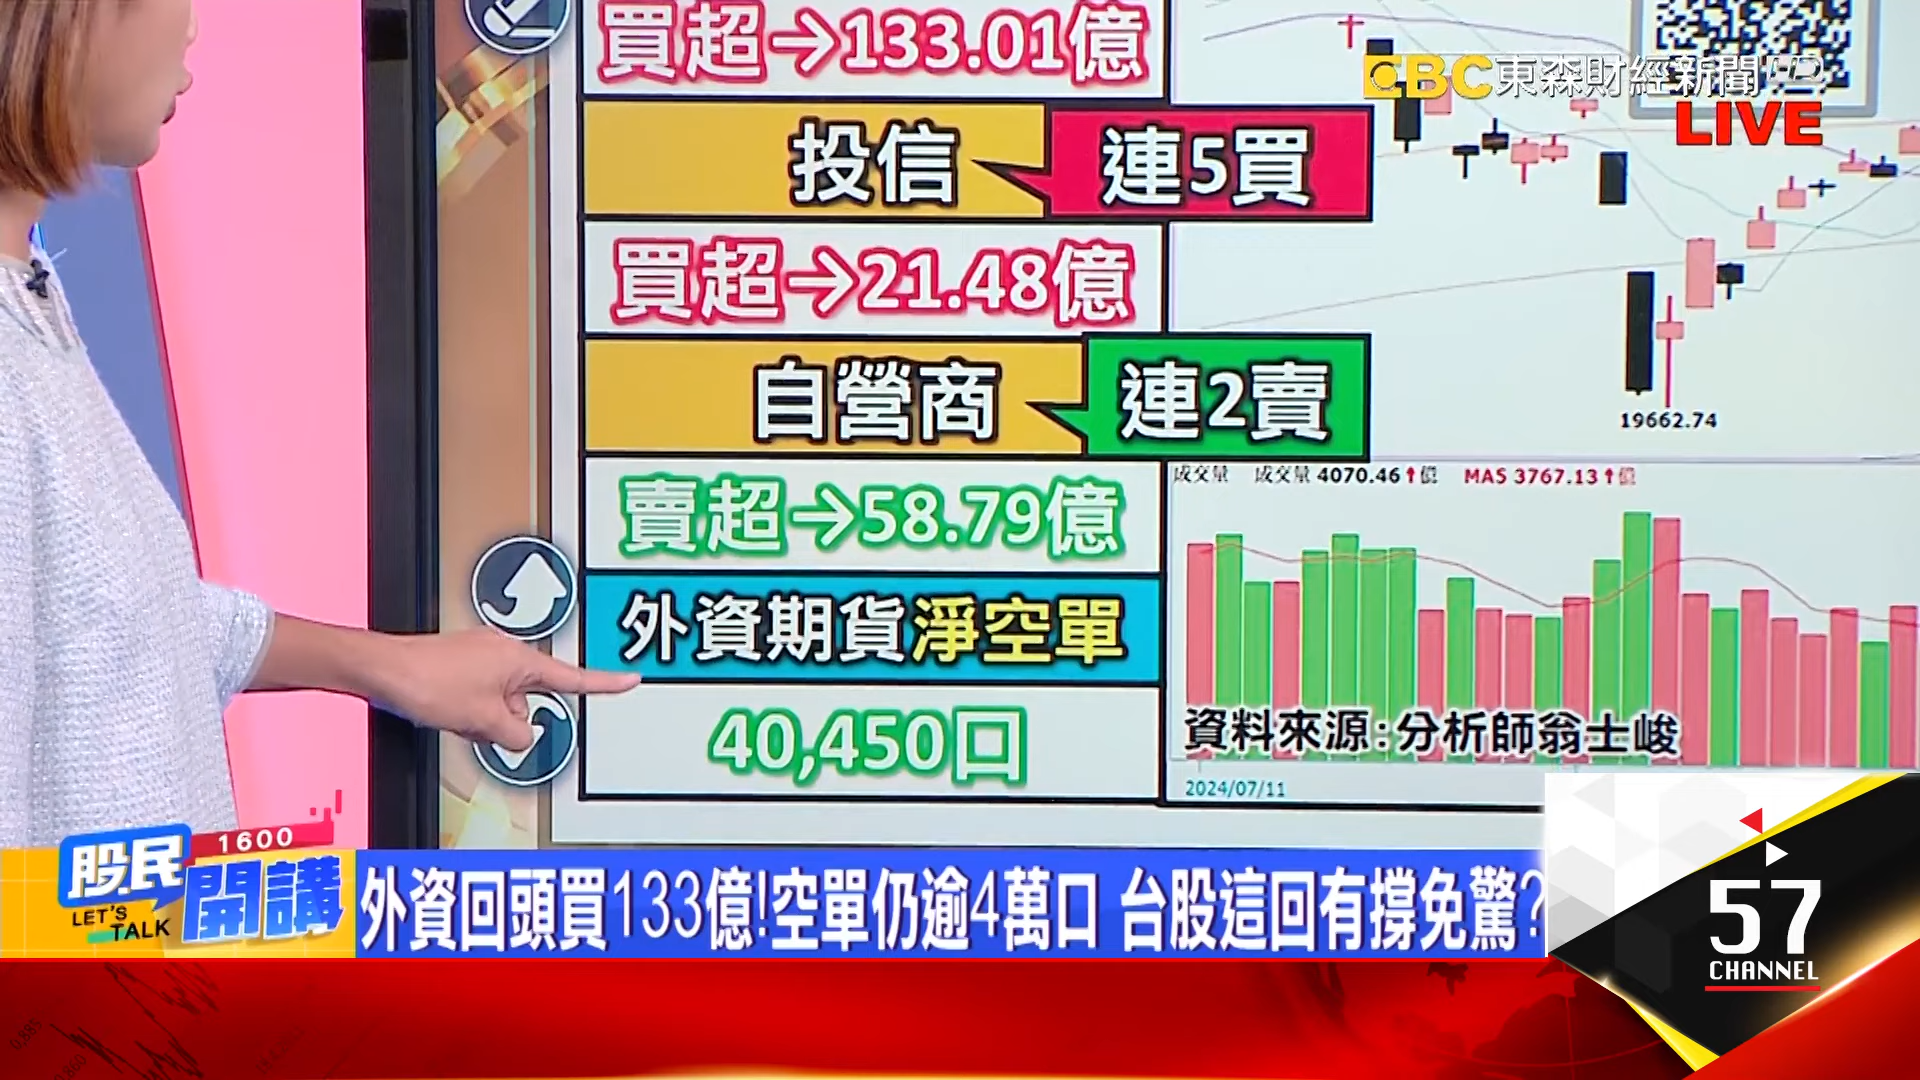 買超→133.01億
EBC東森財經新聞
LIVE
投信 連5買
買超→21.48億
自營商 連2賣
19662.74
成交量 成交量 4070.46↑億 MA5 3767.13↑億
賣超→58.79億
外資期貨淨空單
40,450口
資料來源:分析師翁士峻
2024/07/11
股民
1600
開講
LET'S
TALK
外資回頭買133億!空單仍逾4萬口 台股這回有撐免驚?
57
CHANNEL